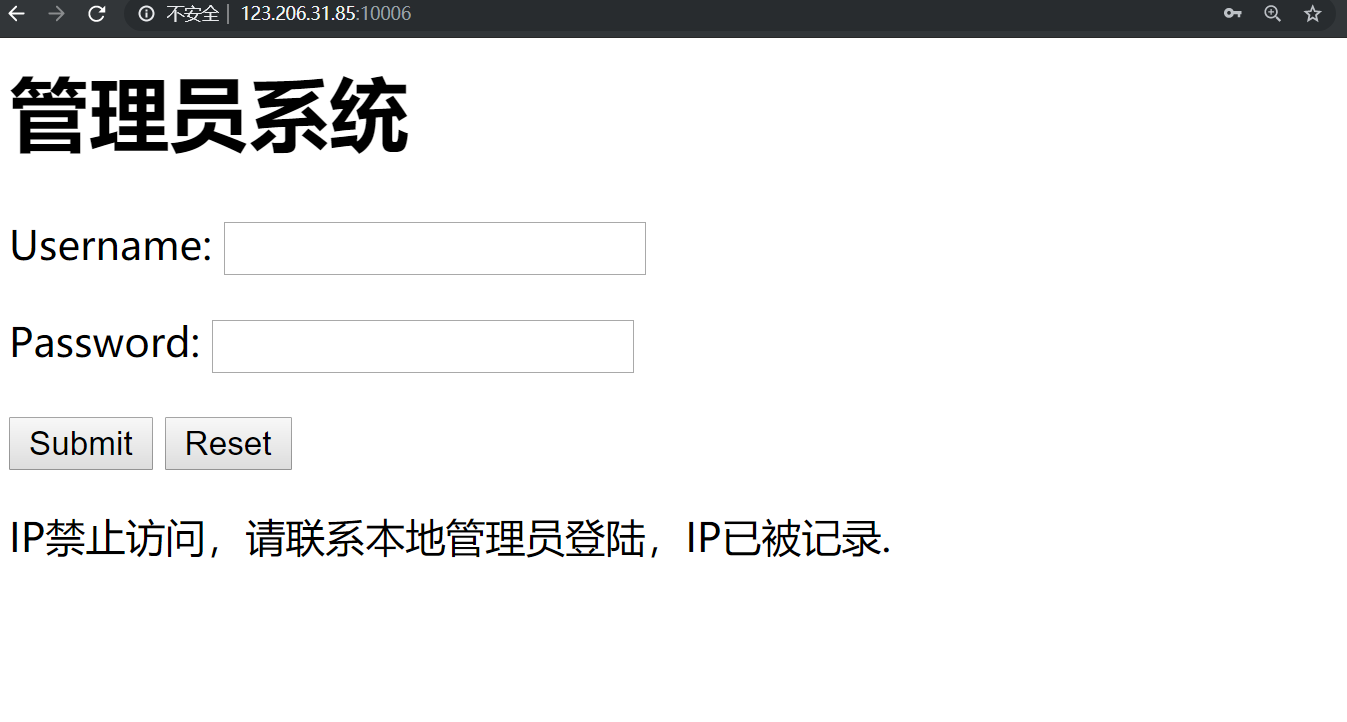 不安全 | 123.206.31.85:10006
管理员系统
Username:
Password:
Submit Reset
IP禁止访问，请联系本地管理员登陆，IP已被记录.